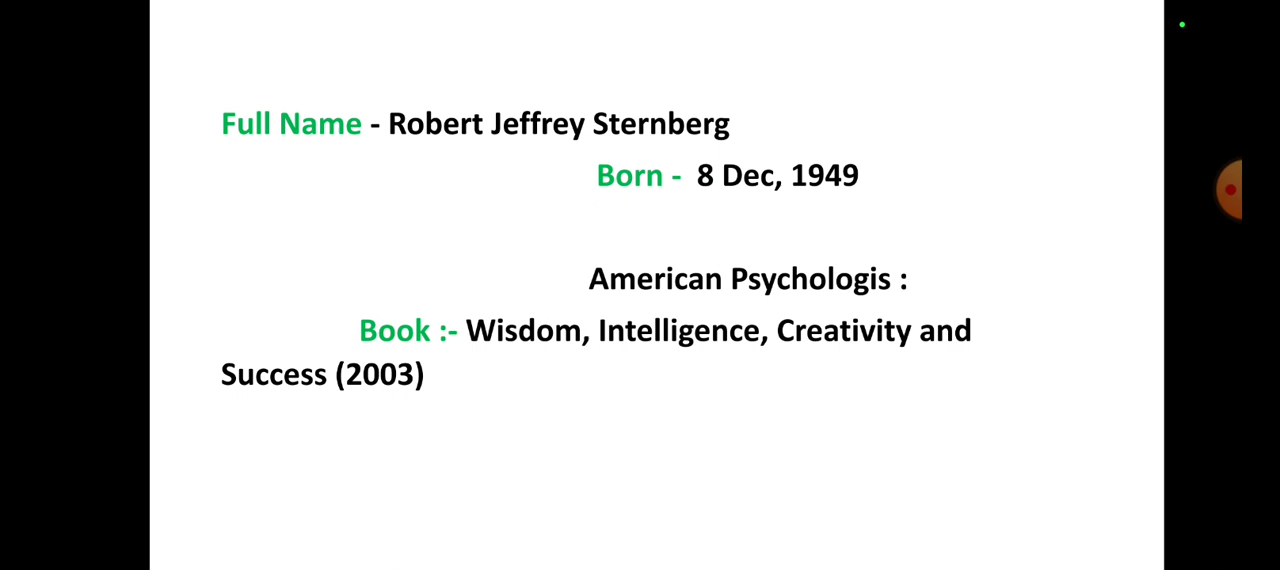 Full Name - Robert Jeffrey Sternberg
Born - 8 Dec, 1949
American Psychologis :
Book :- Wisdom, Intelligence, Creativity and
Success (2003)